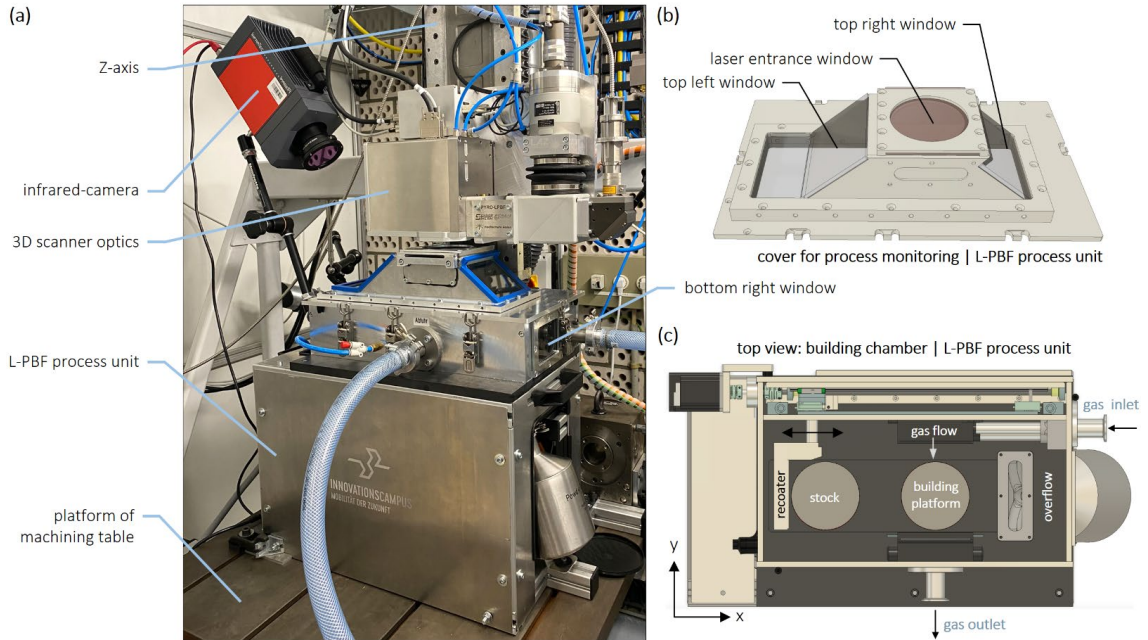 (a)
Z-axis
infrared-camera
3D scanner optics
L-PBF process unit
platform of
machining table
bottom right window
INNOVATIONSCAMPUS
MOBILITÄT DER ZUKUNFT
(b)
top right window
laser entrance window
top left window
cover for process monitoring | L-PBF process unit
(c)
top view: building chamber | L-PBF process unit
gas inlet
gas flow
recoater
stock
building
platform
overflow
y
x
gas outlet